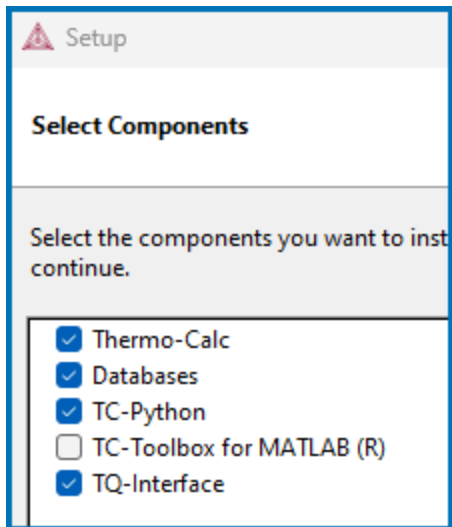 Setup
Select Components
Select the components you want to inst
continue.
Thermo-Calc
Databases
TC-Python
TC-Toolbox for MATLAB (R)
TQ-Interface